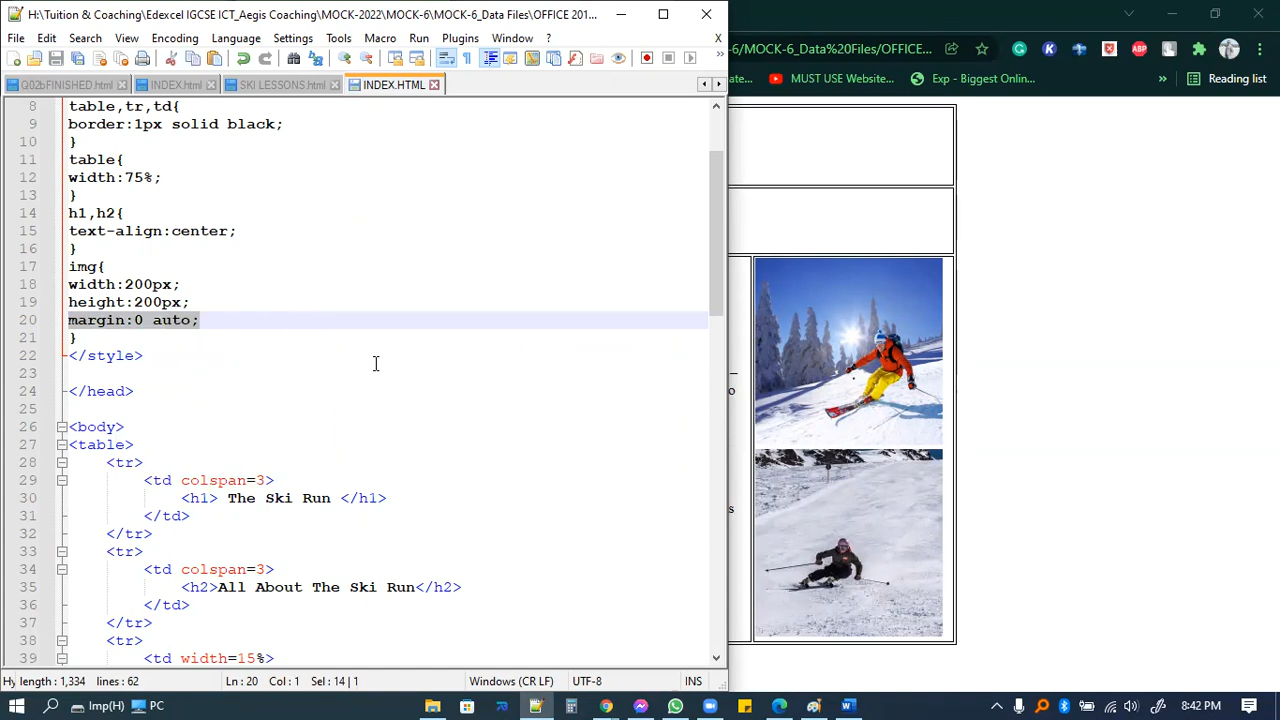 H:\Tuition & Coaching\Edexcel IGCSE ICT_Aegis Coaching\MOCK-2022\MOCK-6\MOCK-6_Data Files\OFFICE 201...
File Edit Search View Encoding Language Settings Tools Macro Run Plugins Window ? X
-6/MOCK-6_Data%20Files/OFFICE...
Q02bFINISHED.html INDEX.html SKI LESSONS.html INDEX.HTML
ate... MUST USE Website... Exp - Biggest Onlin... » Reading list
8 table,tr,td{
9 border:1px solid black;
10 }
11 table{
12 width:75%;
13 }
14 h1,h2{
15 text-align:center;
16 }
17 img{
18 width:200px;
19 height:200px;
20 margin:0 auto;
21 }
22 </style>
23
24 </head>
25
26 <body>
27 <table>
28 <tr>
29 <td colspan=3>
30 <h1> The Ski Run </h1>
31 </td>
32 </tr>
33 <tr>
34 <td colspan=3>
35 <h2>All About The Ski Run</h2>
36 </td>
37 </tr>
38 <tr>
39 <td width=15%>
–
o
s
Hy length : 1,334 lines : 62 Ln : 20 Col : 1 Sel : 14 | 1 Windows (CR LF) UTF-8 INS
Imp(H) PC 8:42 PM